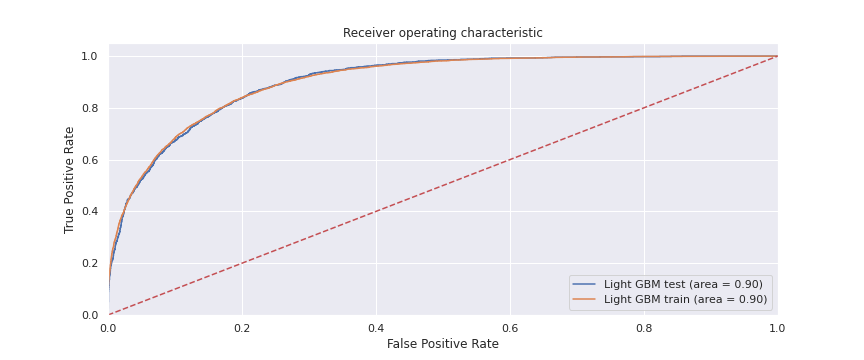 Receiver operating characteristic
True Positive Rate
1.0
0.8
0.6
0.4
0.2
0.0
Light GBM test (area = 0.90)
Light GBM train (area = 0.90)
0.0 0.2 0.4 0.6 0.8 1.0
False Positive Rate